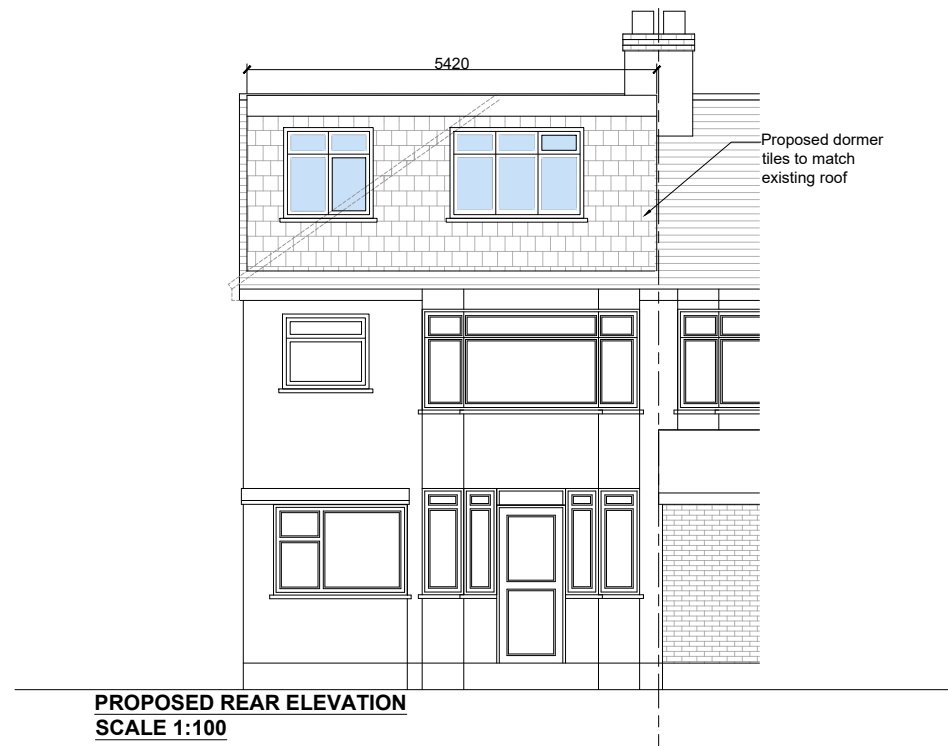 5420
Proposed dormer
tiles to match
existing roof
PROPOSED REAR ELEVATION
SCALE 1:100